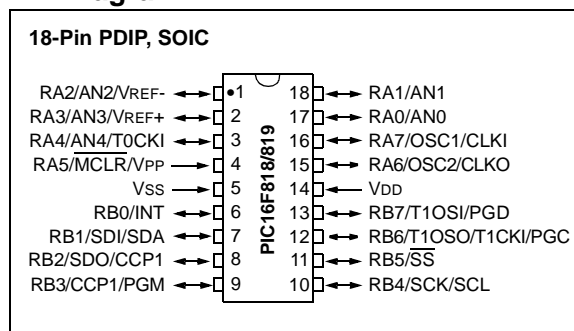 18-Pin PDIP, SOIC
RA2/AN2/VREF- •1 18 RA1/AN1
RA3/AN3/VREF+ 2 17 RA0/AN0
RA4/AN4/T0CKI 3 16 RA7/OSC1/CLKI
RA5/MCLR/VPP 4 15 RA6/OSC2/CLKO
VSS 5 14 VDD
RB0/INT 6 13 RB7/T1OSI/PGD
RB1/SDI/SDA 7 12 RB6/T1OSO/T1CKI/PGC
RB2/SDO/CCP1 8 11 RB5/SS
RB3/CCP1/PGM 9 10 RB4/SCK/SCL
PIC16F818/819